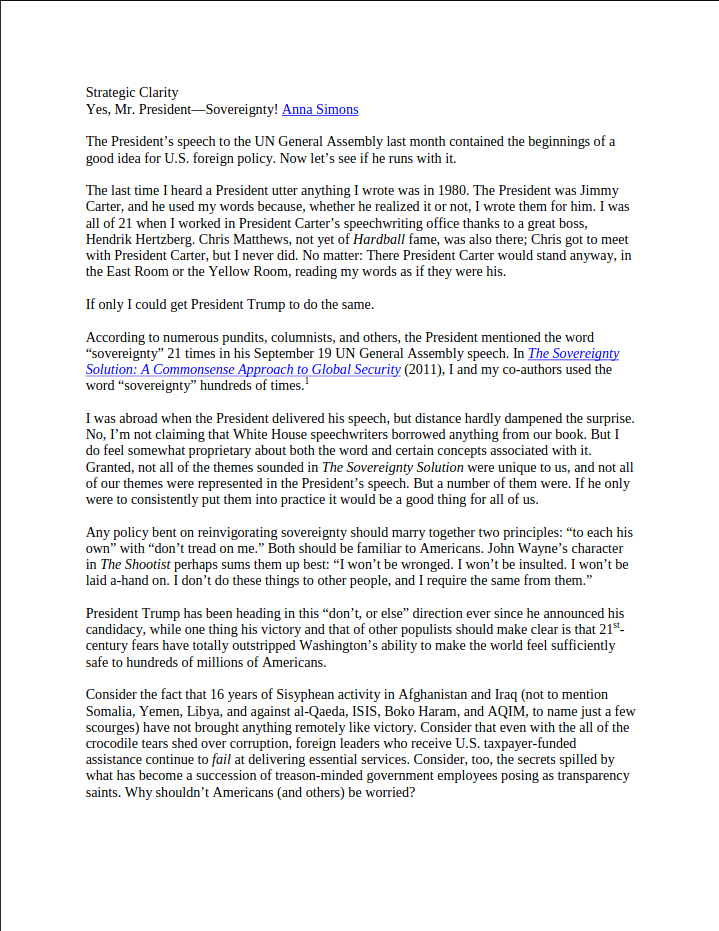 Strategic Clarity
Yes, Mr. President—Sovereignty! Anna Simons
The President’s speech to the UN General Assembly last month contained the beginnings of a
good idea for U.S. foreign policy. Now let’s see if he runs with it.
The last time I heard a President utter anything I wrote was in 1980. The President was Jimmy
Carter, and he used my words because, whether he realized it or not, I wrote them for him. I was
all of 21 when I worked in President Carter’s speechwriting office thanks to a great boss,
Hendrik Hertzberg. Chris Matthews, not yet of Hardball fame, was also there; Chris got to meet
with President Carter, but I never did. No matter: There President Carter would stand anyway, in
the East Room or the Yellow Room, reading my words as if they were his.
If only I could get President Trump to do the same.
According to numerous pundits, columnists, and others, the President mentioned the word
“sovereignty” 21 times in his September 19 UN General Assembly speech. In The Sovereignty
Solution: A Commonsense Approach to Global Security (2011), I and my co-authors used the
word “sovereignty” hundreds of times.1
I was abroad when the President delivered his speech, but distance hardly dampened the surprise.
No, I’m not claiming that White House speechwriters borrowed anything from our book. But I
do feel somewhat proprietary about both the word and certain concepts associated with it.
Granted, not all of the themes sounded in The Sovereignty Solution were unique to us, and not all
of our themes were represented in the President’s speech. But a number of them were. If he only
were to consistently put them into practice it would be a good thing for all of us.
Any policy bent on reinvigorating sovereignty should marry together two principles: “to each his
own” with “don’t tread on me.” Both should be familiar to Americans. John Wayne’s character
in The Shootist perhaps sums them up best: “I won’t be wronged. I won’t be insulted. I won’t be
laid a-hand on. I don’t do these things to other people, and I require the same from them.”
President Trump has been heading in this “don’t, or else” direction ever since he announced his
candidacy, while one thing his victory and that of other populists should make clear is that 21st-
century fears have totally outstripped Washington’s ability to make the world feel sufficiently
safe to hundreds of millions of Americans.
Consider the fact that 16 years of Sisyphean activity in Afghanistan and Iraq (not to mention
Somalia, Yemen, Libya, and against al-Qaeda, ISIS, Boko Haram, and AQIM, to name just a few
scourges) have not brought anything remotely like victory. Consider that even with the all of the
crocodile tears shed over corruption, foreign leaders who receive U.S. taxpayer-funded
assistance continue to fail at delivering essential services. Consider, too, the secrets spilled by
what has become a succession of treason-minded government employees posing as transparency
saints. Why shouldn’t Americans (and others) be worried?